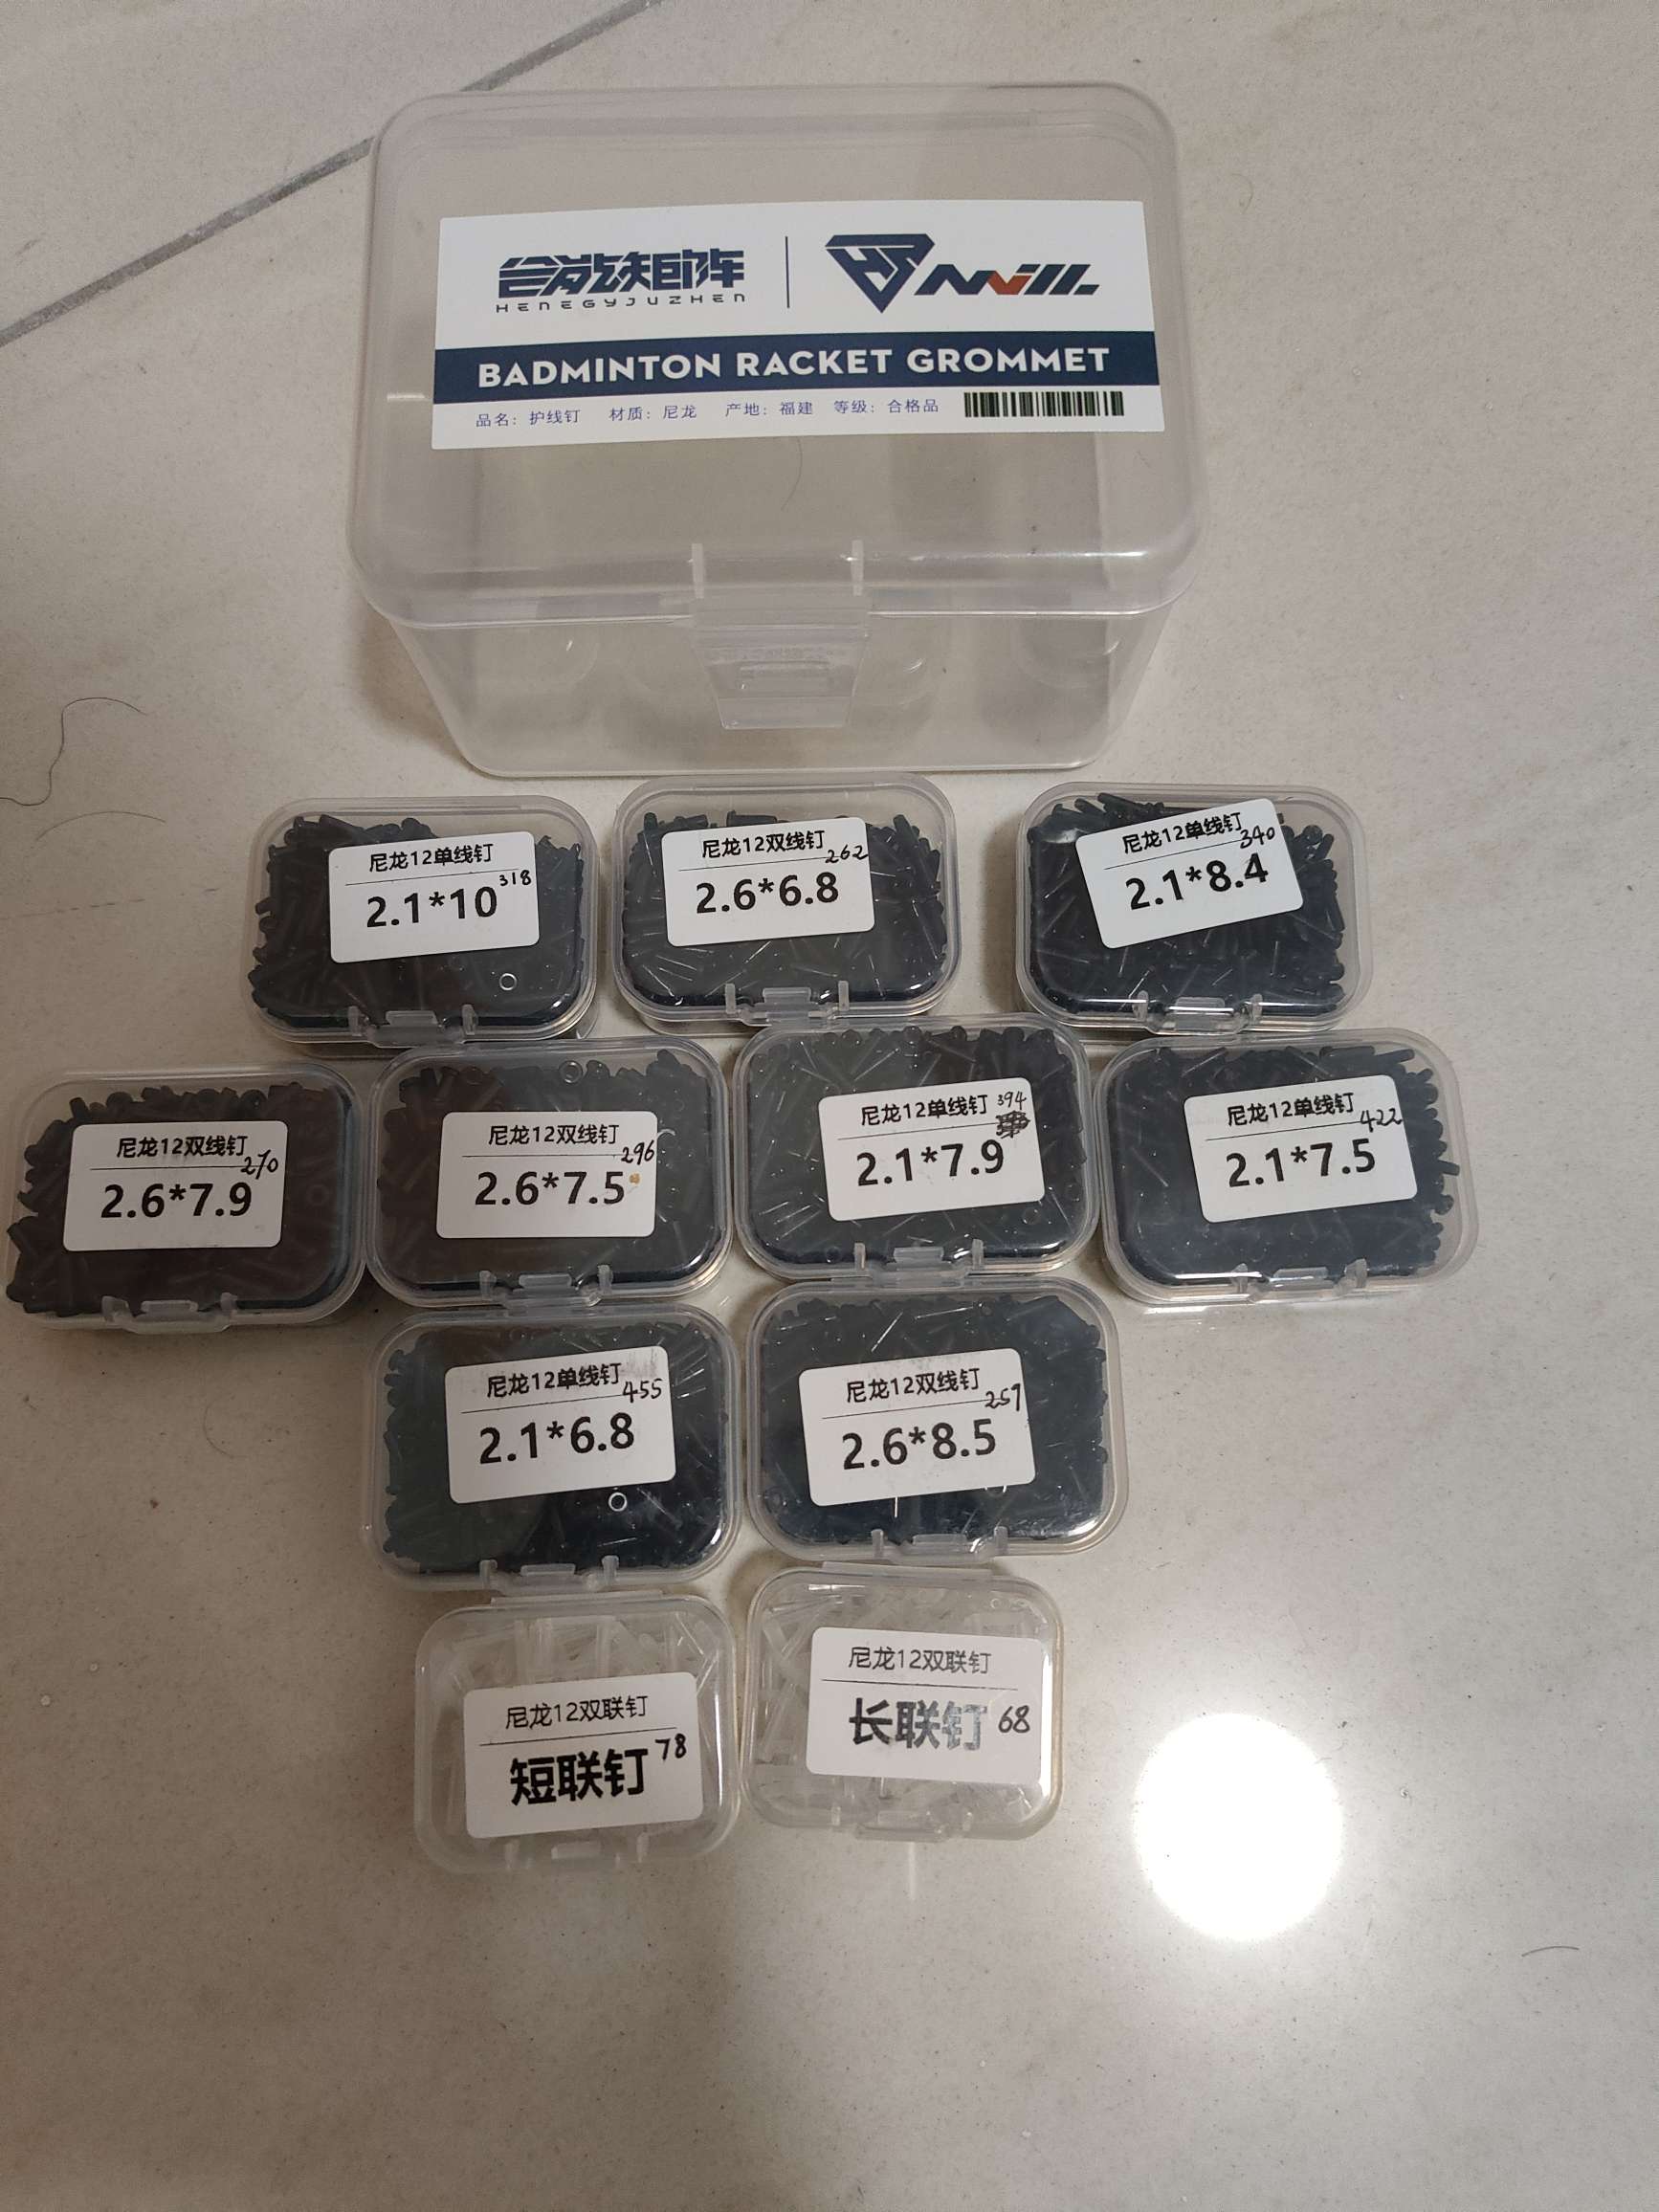 合羙矩阵
HENEGYJUZHEN
Nvill.
BADMINTON RACKET GROMMET
品名: 护线钉 材质: 尼龙 产地: 福建 等级: 合格品
尼龙12单线钉
318
2.1*10
尼龙12双线钉
262
2.6*6.8
尼龙12单线钉
340
2.1*8.4
尼龙12双线钉
270
2.6*7.9
尼龙12双线钉
296
2.6*7.5
尼龙12单线钉 394
2.1*7.9
尼龙12单线钉
422
2.1*7.5
尼龙12单线钉
455
2.1*6.8
尼龙12双线钉
257
2.6*8.5
尼龙12双联钉
短联钉 78
尼龙12双联钉
长联钉 68